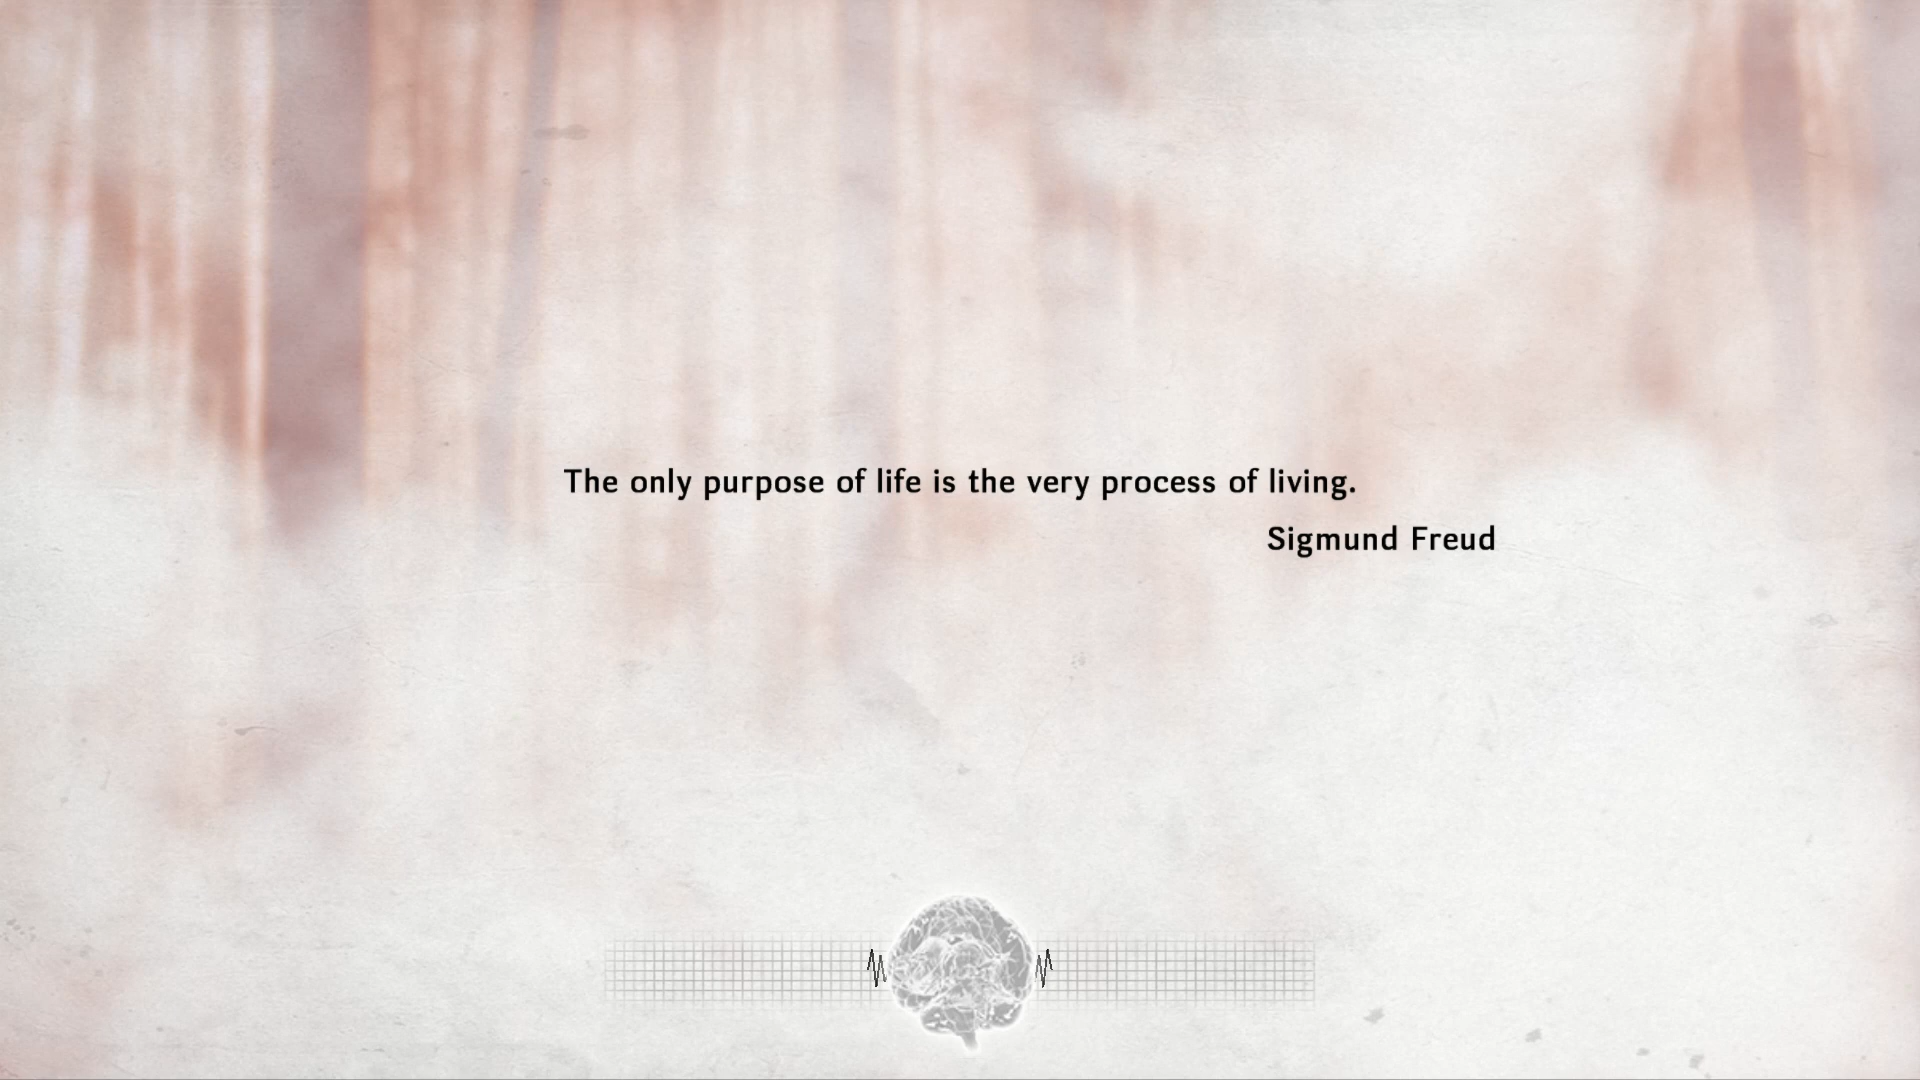 The only purpose of life is the very process of living.
Sigmund Freud